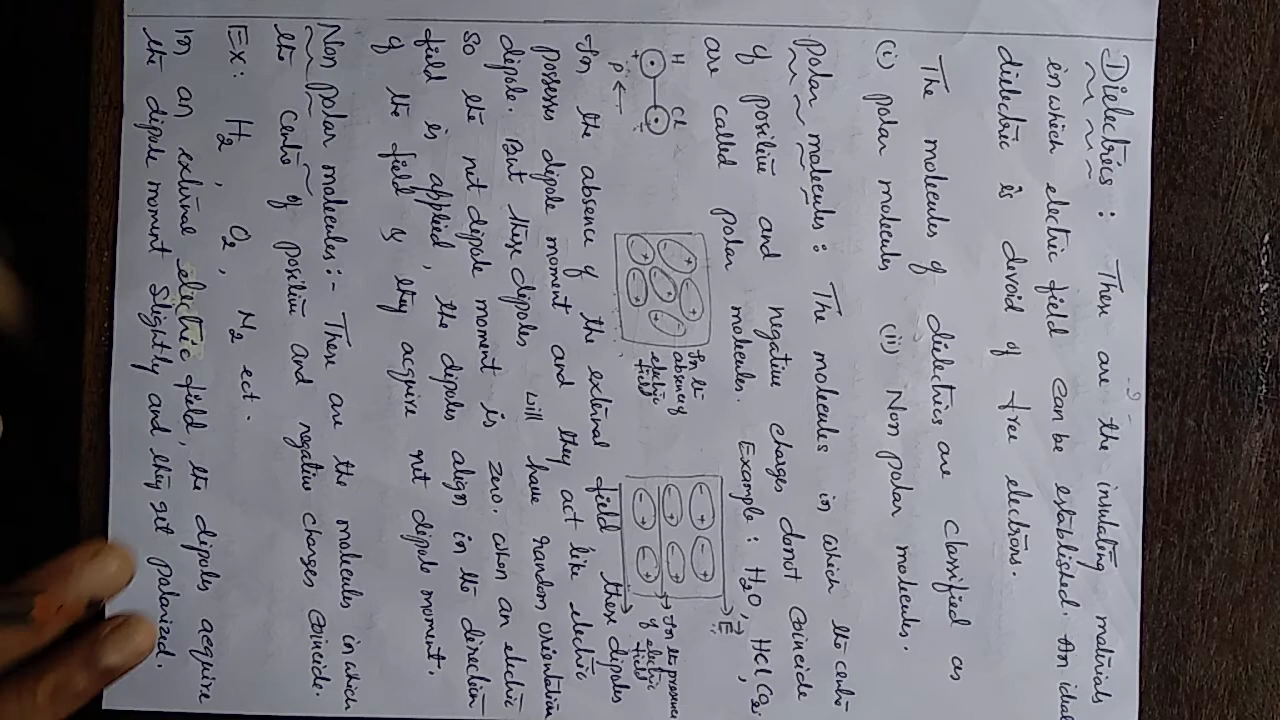 -9-
Dielectrics : These are the insulating materials
in which electric field can be established. An ideal
dielectric is devoid of free electrons.
The molecules of dielectrics are classified as
(i) polar molecules (ii) Non polar molecules.
Polar molecules : The molecules in which the centre
of positive and negative charges donot coincide
are called polar molecules. Example : H2O, HCl,
H Cl
+ -
P ←
In the
absence of
electric
field
→E
In the presence
of electric
field
In the absence of the external field these dipoles
possesses dipole moment and they act like electric
dipole. But these dipoles will have random orientation
so the net dipole moment is zero. When an electric
field is applied, the dipoles align in the direction
of the field & they acquire net dipole moment.
Non polar molecules :- These are the molecules in which
the centre of positive and negative charges coincide.
Ex : H2, O2, N2 ect.
In an external electric field, the dipoles acquire
the dipole moment slightly and they get polarized.